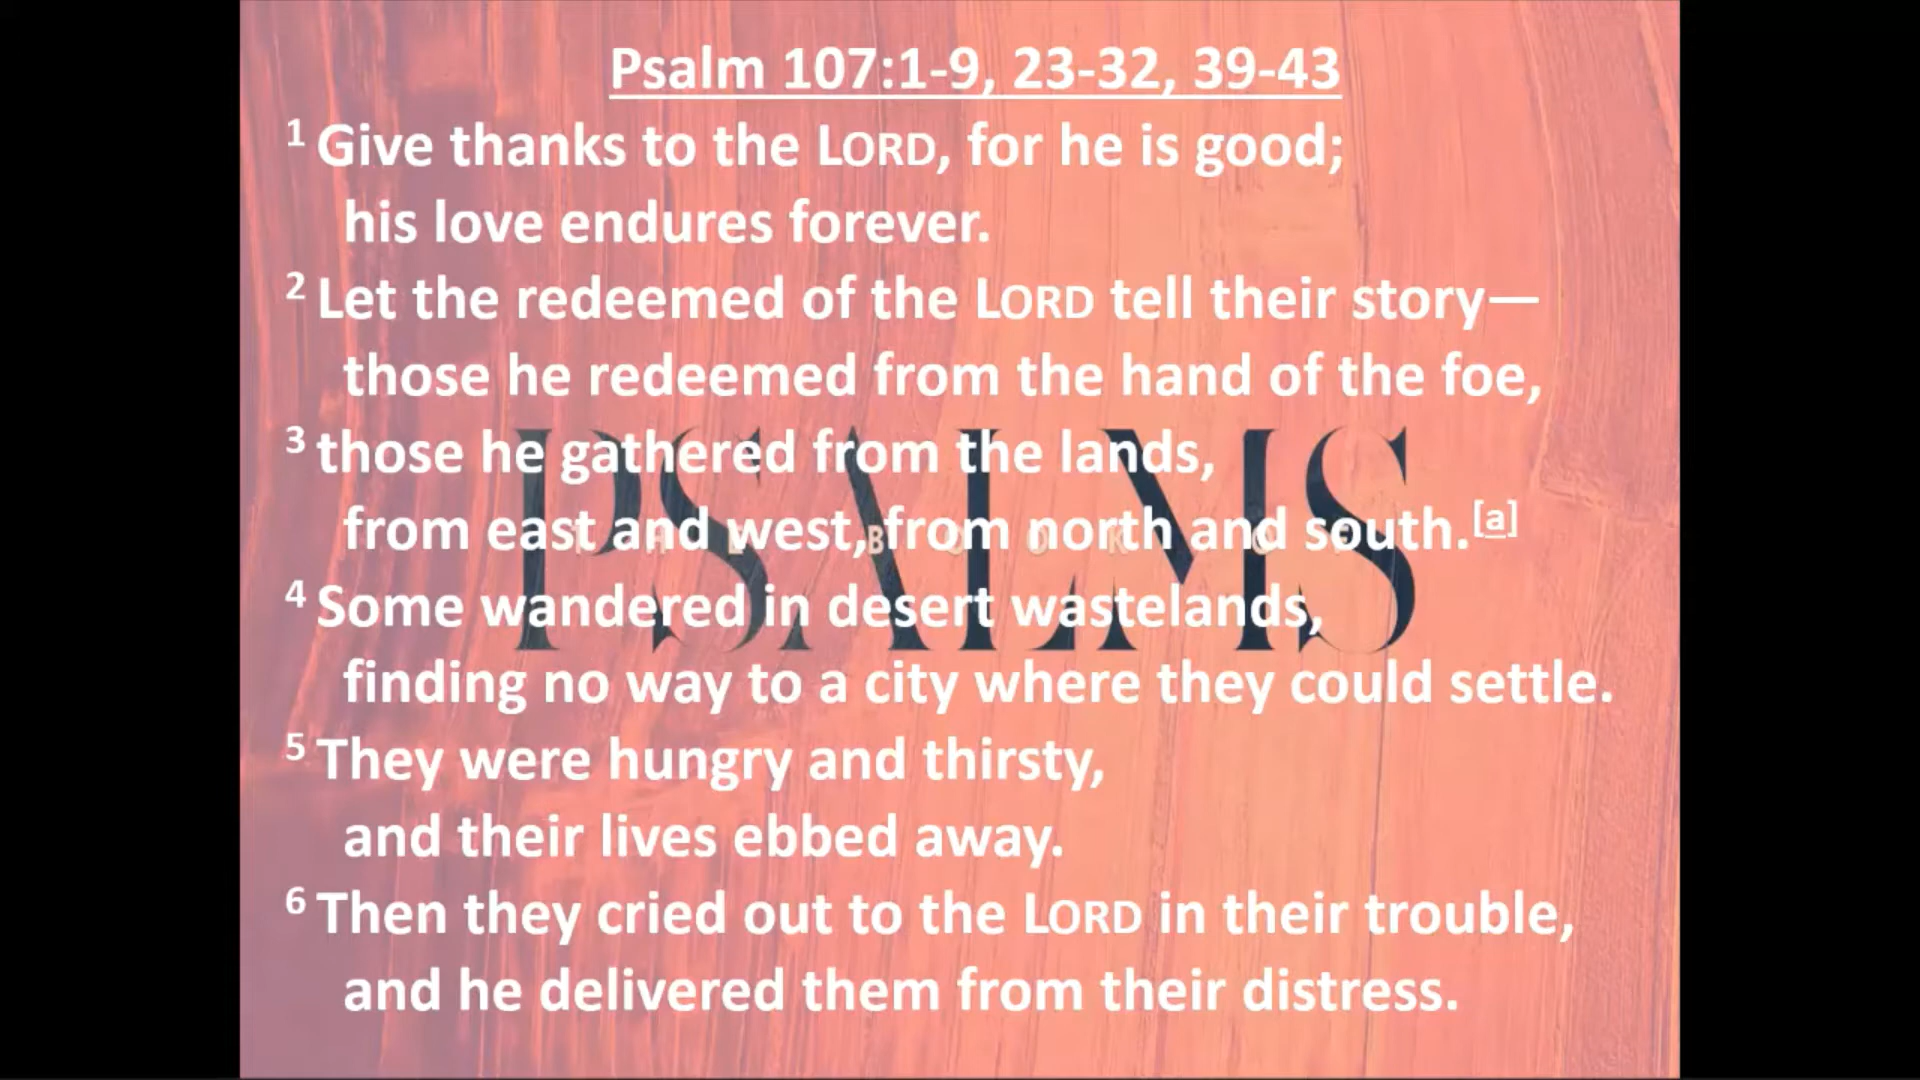 Psalm 107:1-9, 23-32, 39-43
1 Give thanks to the LORD, for he is good;
his love endures forever.
2 Let the redeemed of the LORD tell their story—
those he redeemed from the hand of the foe,
3 those he gathered from the lands,
from east and west, from north and south.[a]
4 Some wandered in desert wastelands,
finding no way to a city where they could settle.
5 They were hungry and thirsty,
and their lives ebbed away.
6 Then they cried out to the LORD in their trouble,
and he delivered them from their distress.
PSALMS